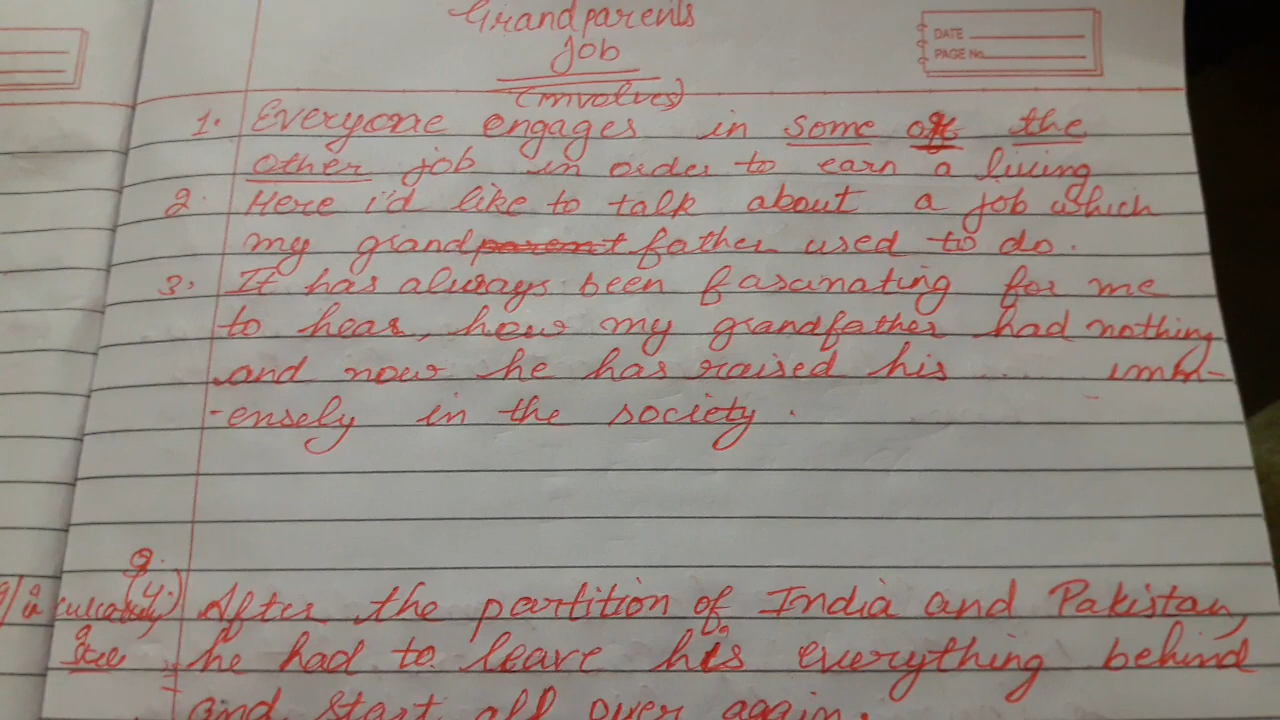 Grandparents
Job
DATE
PAGE No.
(involves)
1. Everyone engages in some or the
other job in order to earn a living
2. Here i'd like to talk about a job which
my grandfather used to do.
3. It has always been fascinating for me
to hear, how my grandfather had nothing
and now he has raised his imm-
-ensely in the society.
4. After the partition of India and Pakistan,
he had to leave his everything behind
and start all over again.